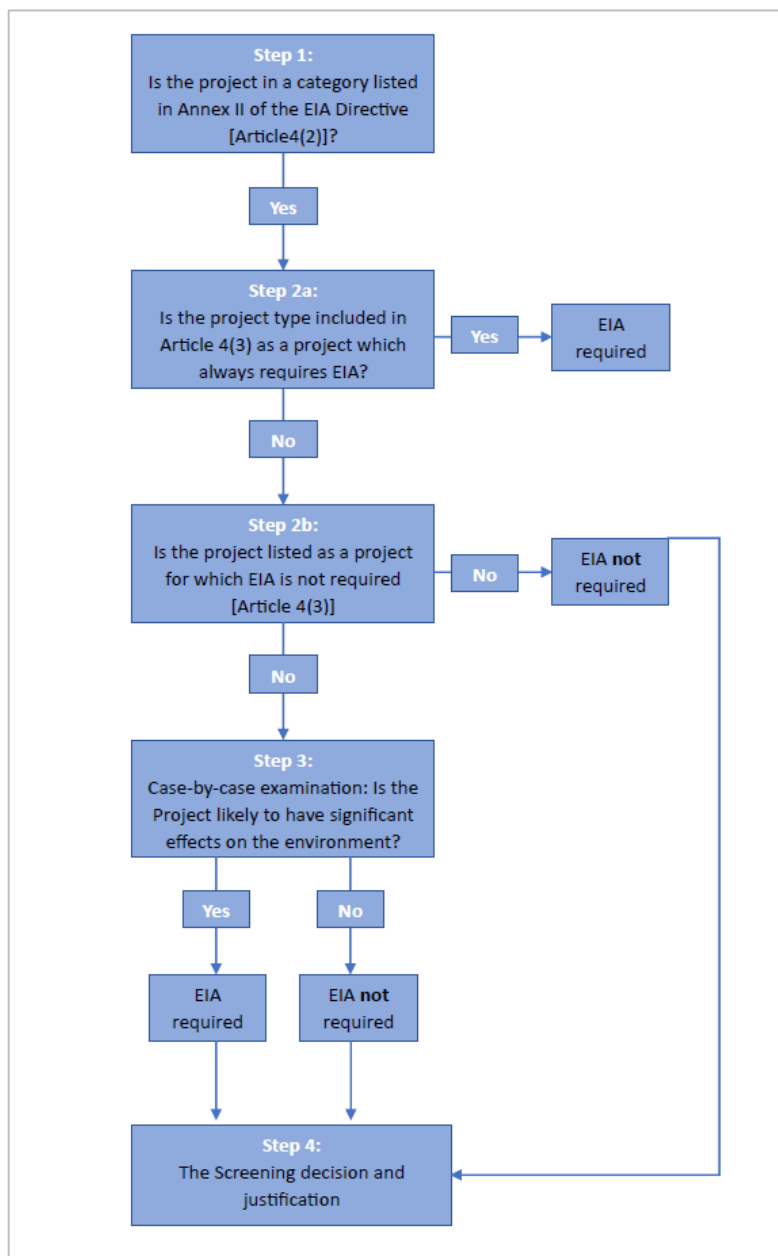 Step 1:
Is the project in a category listed
in Annex II of the EIA Directive
[Article4(2)]?
Yes
Step 2a:
Is the project type included in
Article 4(3) as a project which
always requires EIA?
Yes
EIA
required
No
Step 2b:
Is the project listed as a project
for which EIA is not required
[Article 4(3)]
No
EIA not
required
No
Step 3:
Case-by-case examination: Is the
Project likely to have significant
effects on the environment?
Yes
No
EIA
required
EIA not
required
Step 4:
The Screening decision and
justification